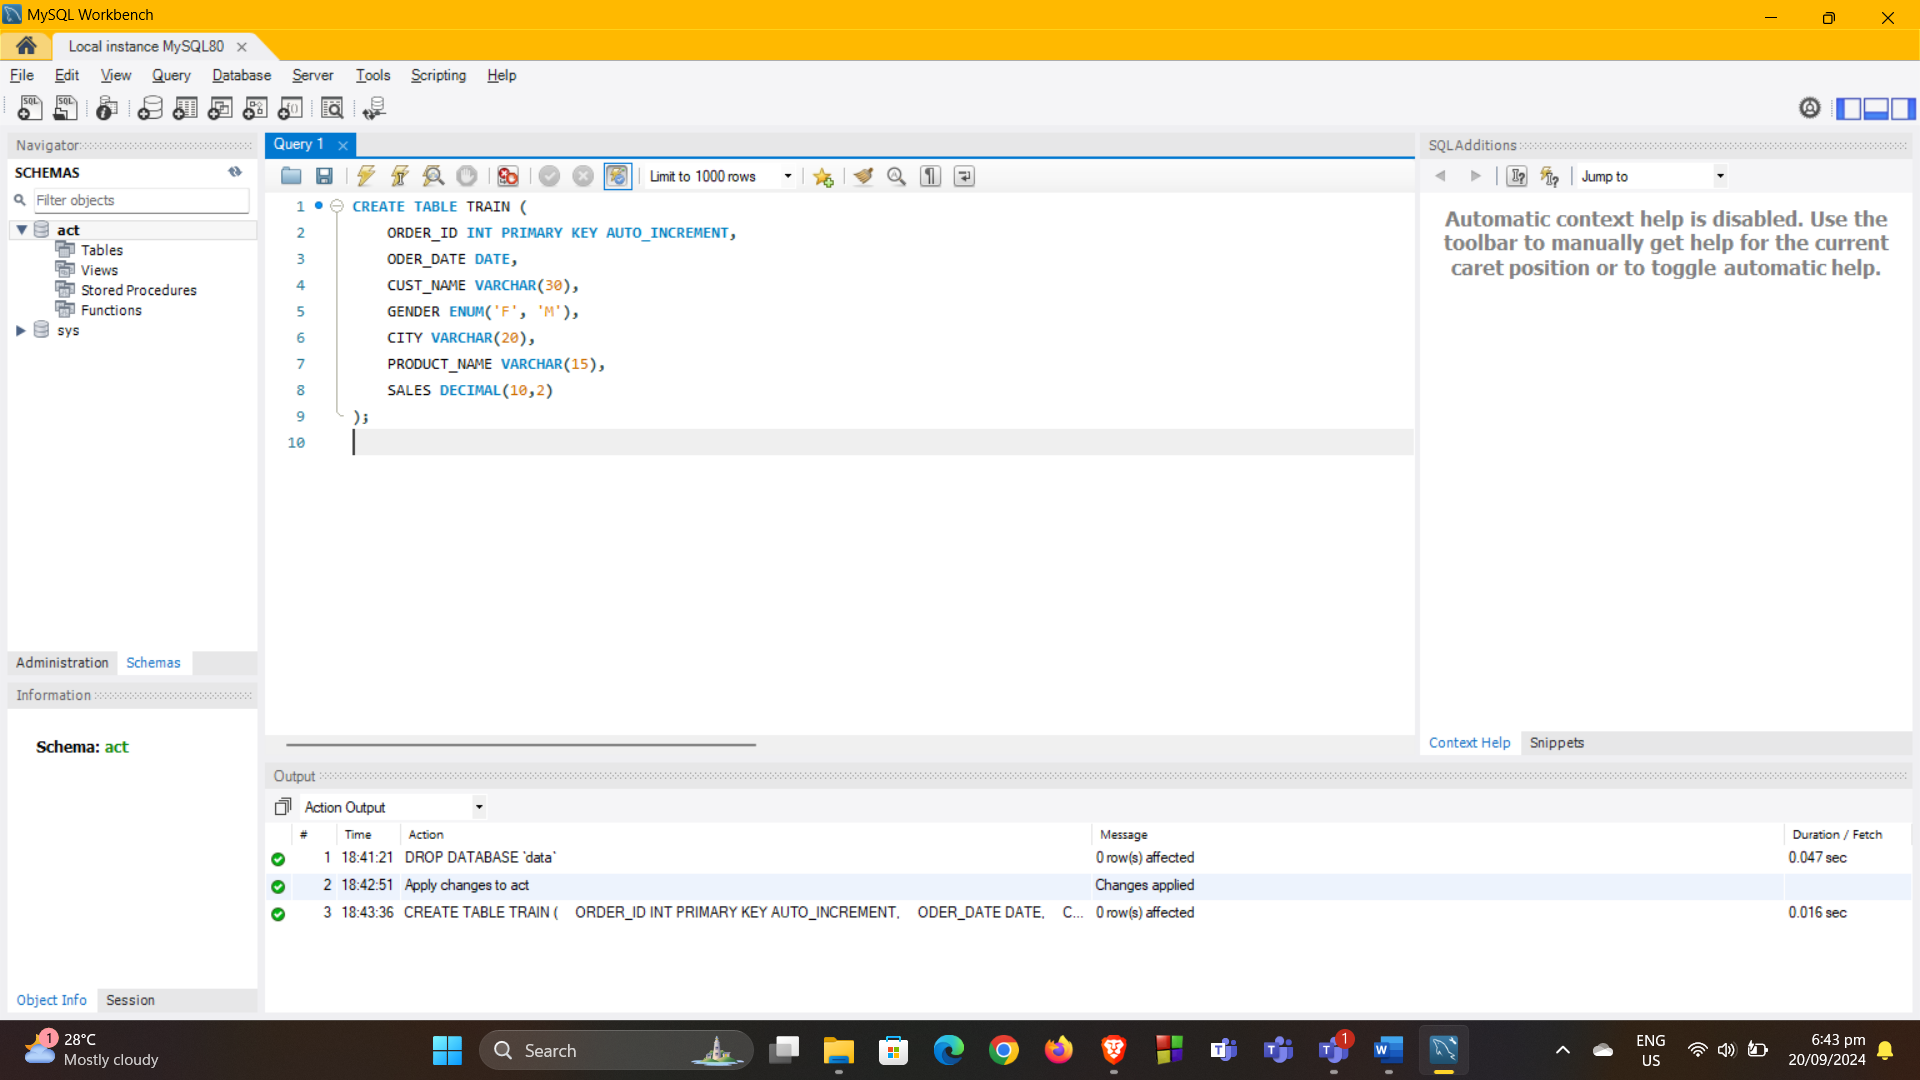 MySQL Workbench
Local instance MySQL80
File Edit View Query Database Server Tools Scripting Help
Navigator
SCHEMAS
Filter objects
act
Tables
Views
Stored Procedures
Functions
sys
Administration Schemas
Information
Schema: act
Object Info Session
Query 1
Limit to 1000 rows
1 CREATE TABLE TRAIN (
2 ORDER_ID INT PRIMARY KEY AUTO_INCREMENT,
3 ODER_DATE DATE,
4 CUST_NAME VARCHAR(30),
5 GENDER ENUM('F', 'M'),
6 CITY VARCHAR(20),
7 PRODUCT_NAME VARCHAR(15),
8 SALES DECIMAL(10,2)
9 );
10
SQLAdditions
Jump to
Automatic context help is disabled. Use the
toolbar to manually get help for the current
caret position or to toggle automatic help.
Context Help Snippets
Output
Action Output
# Time Action Message Duration / Fetch
1 18:41:21 DROP DATABASE `data` 0 row(s) affected 0.047 sec
2 18:42:51 Apply changes to act Changes applied
3 18:43:36 CREATE TABLE TRAIN ( ORDER_ID INT PRIMARY KEY AUTO_INCREMENT, ODER_DATE DATE, C... 0 row(s) affected 0.016 sec
1
28°C
Mostly cloudy
Search
1
ENG
US
6:43 pm
20/09/2024